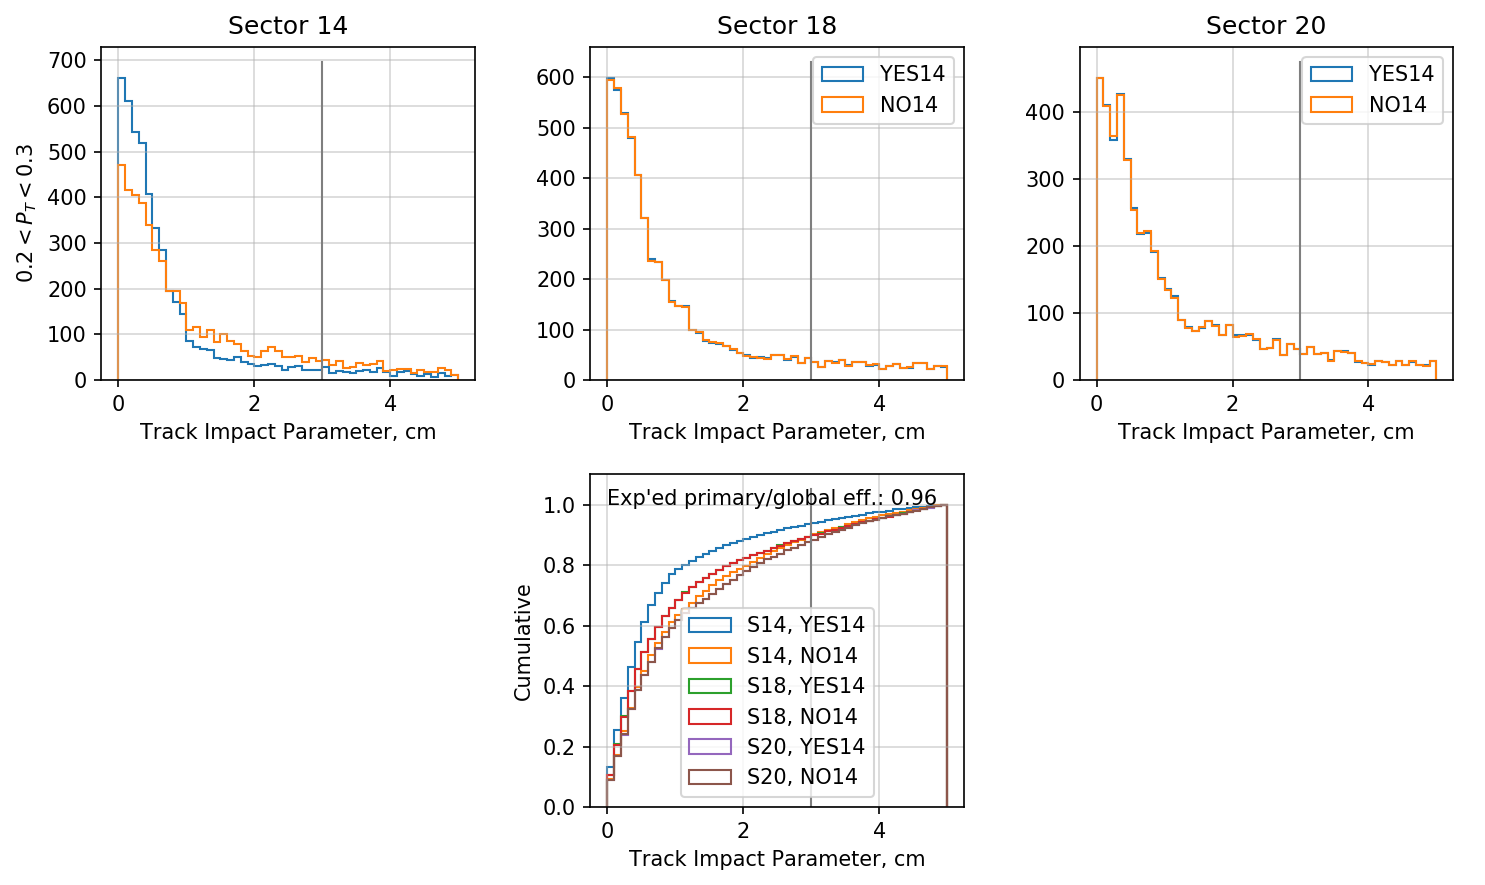 Sector 14
Sector 18
Sector 20
0.2 < P_T < 0.3
700
600
500
400
300
200
100
0
0 2 4
Track Impact Parameter, cm
YES14
NO14
600
500
400
300
200
100
0
0 2 4
Track Impact Parameter, cm
YES14
NO14
400
300
200
100
0
0 2 4
Track Impact Parameter, cm
Exp'ed primary/global eff.: 0.96
Cumulative
1.0
0.8
0.6
0.4
0.2
0.0
S14, YES14
S14, NO14
S18, YES14
S18, NO14
S20, YES14
S20, NO14
0 2 4
Track Impact Parameter, cm